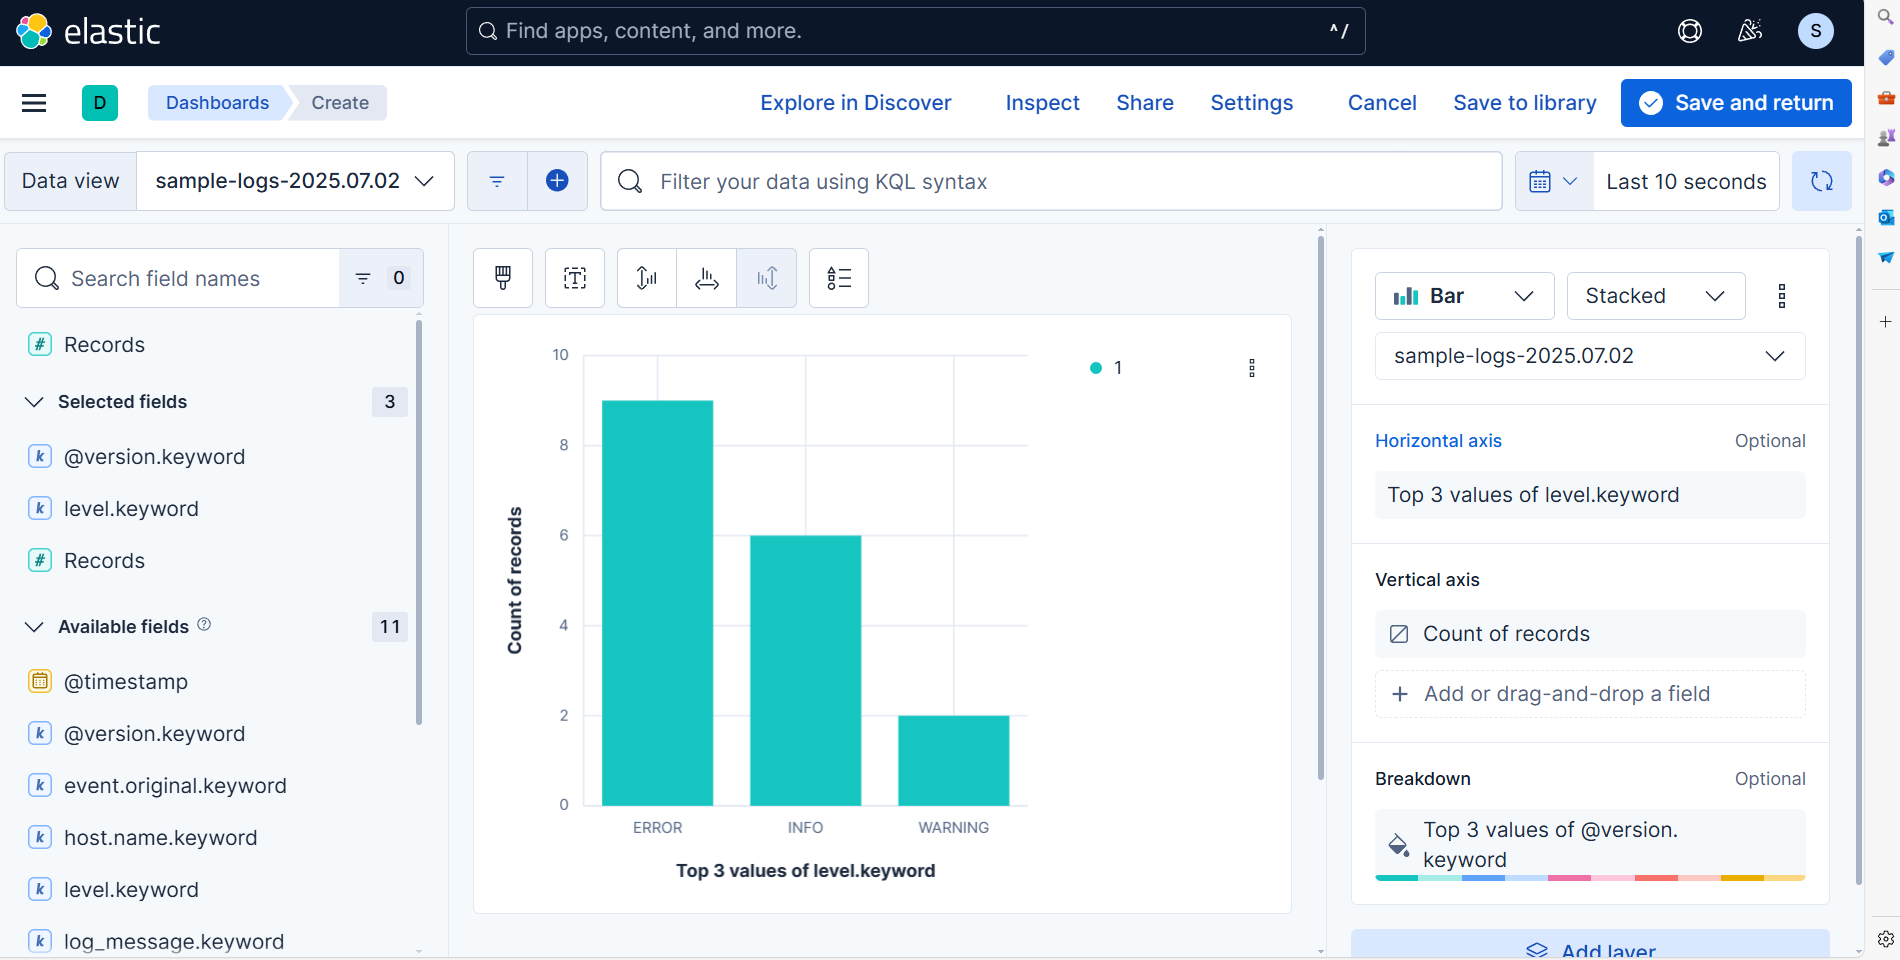 elastic
Find apps, content, and more.
^ /
S
D
Dashboards
Create
Explore in Discover
Inspect
Share
Settings
Cancel
Save to library
Save and return
Data view
sample-logs-2025.07.02
Filter your data using KQL syntax
Last 10 seconds
Search field names
0
# Records
Selected fields
3
k @version.keyword
k level.keyword
# Records
Available fields
11
@timestamp
k @version.keyword
k event.original.keyword
k host.name.keyword
k level.keyword
k log_message.keyword
T
10
8
6
4
2
0
Count of records
ERROR
INFO
WARNING
Top 3 values of level.keyword
1
Bar
Stacked
sample-logs-2025.07.02
Horizontal axis
Optional
Top 3 values of level.keyword
Vertical axis
Count of records
+ Add or drag-and-drop a field
Breakdown
Optional
Top 3 values of @version.
keyword
Add layer